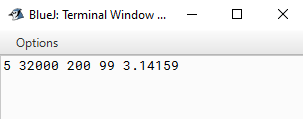 BlueJ: Terminal Window ...
Options
5 32000 200 99 3.14159